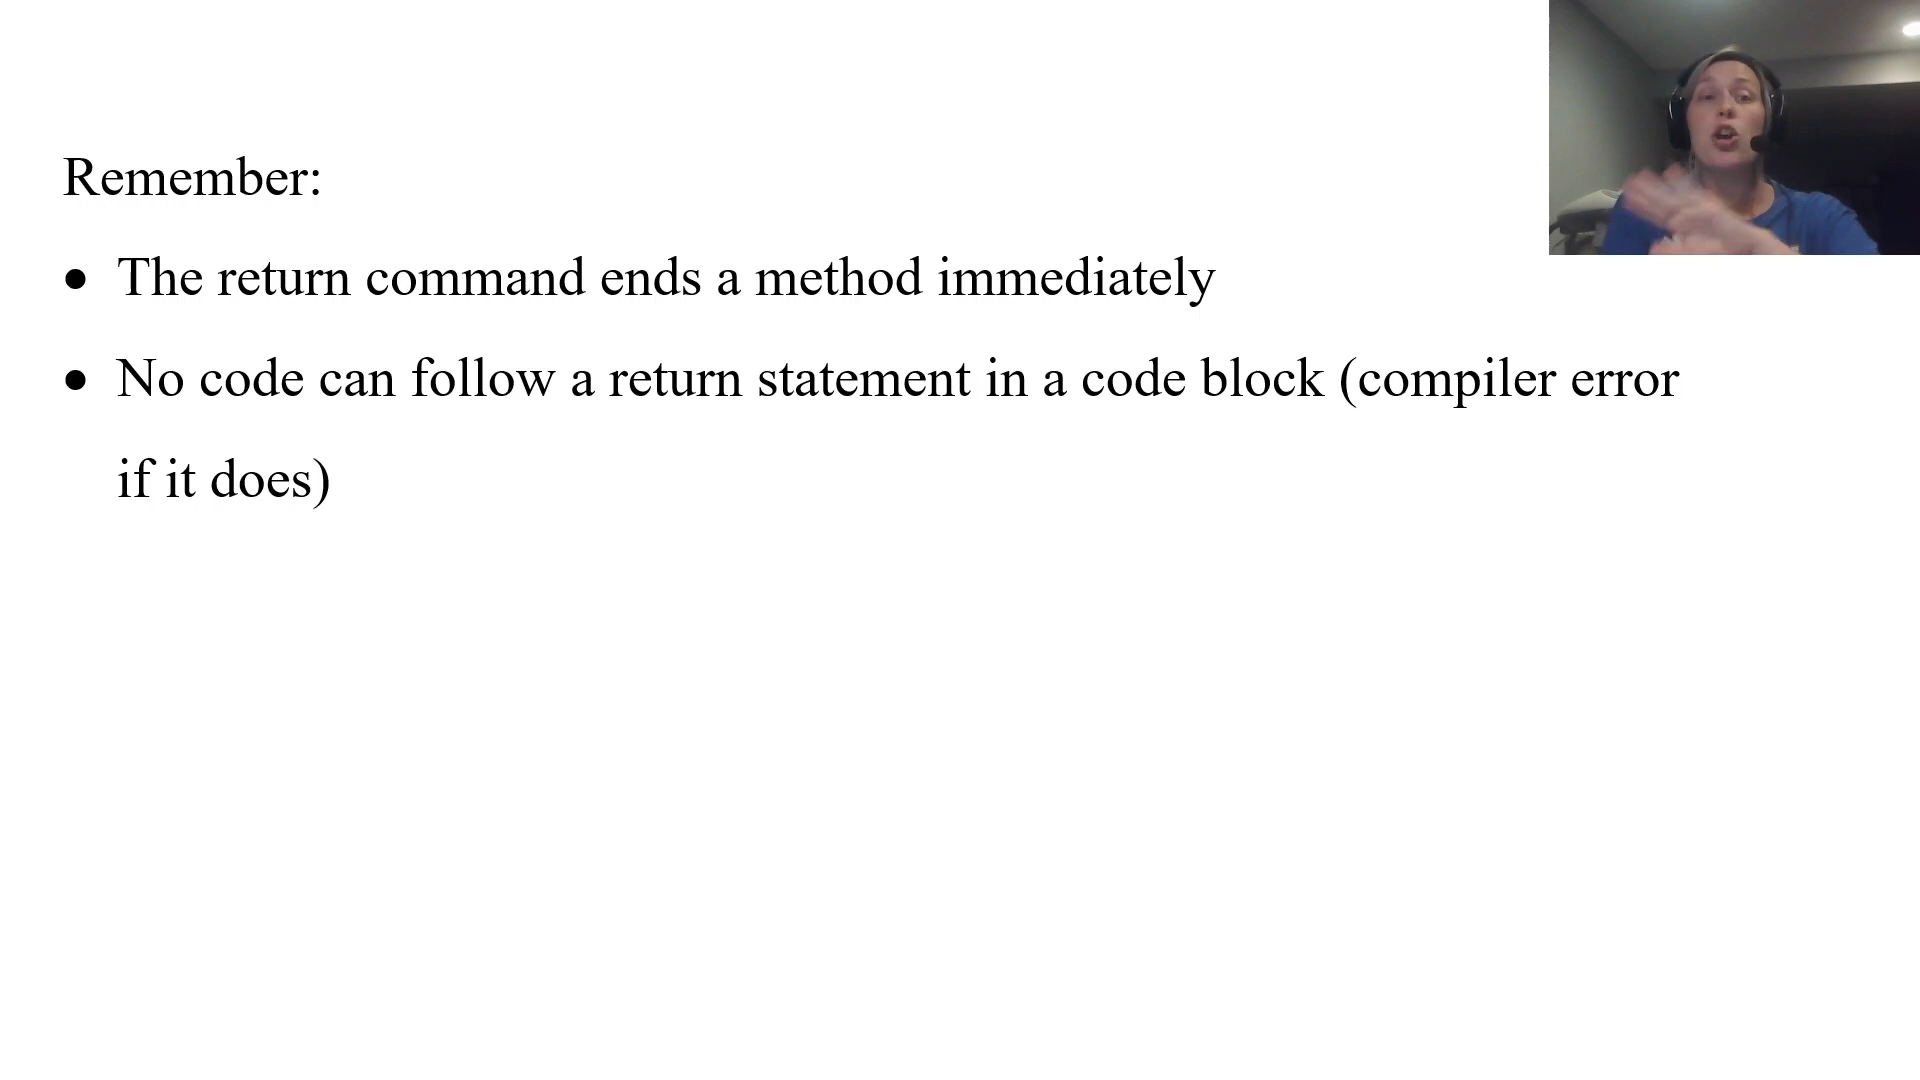 Remember:
• The return command ends a method immediately
• No code can follow a return statement in a code block (compiler error
if it does)